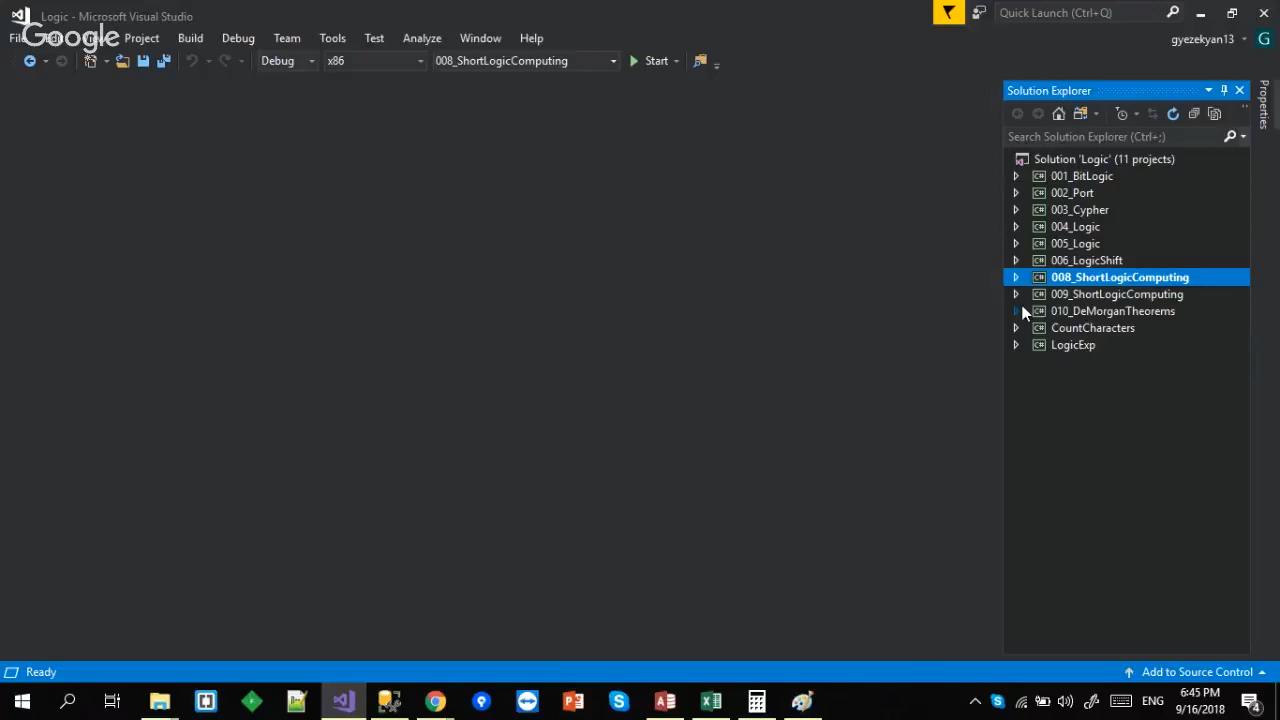 Logic - Microsoft Visual Studio
Quick Launch (Ctrl+Q)
Google
Project Build Debug Team Tools Test Analyze Window Help
gyezekyan13 G
Debug x86 008_ShortLogicComputing Start
Solution Explorer
Properties
Search Solution Explorer (Ctrl+;)
Solution 'Logic' (11 projects)
C# 001_BitLogic
C# 002_Port
C# 003_Cypher
C# 004_Logic
C# 005_Logic
C# 006_LogicShift
C# 008_ShortLogicComputing
C# 009_ShortLogicComputing
C# 010_DeMorganTheorems
C# CountCharacters
C# LogicExp
Ready
Add to Source Control
ENG
6:45 PM
9/16/2018
4